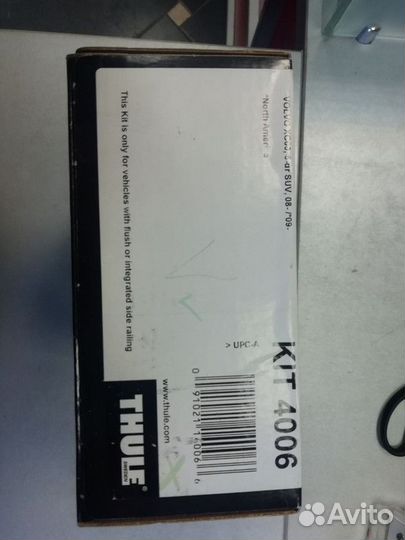 KIT 4006
VOLVO XC60, 5-dr SUV, 08- /*09-
*North America
> UPC-A
0 91021 14006 6
This Kit is only for vehicles with flush or integrated side railing
www.thule.com
THULE®
SWEDEN
Avito